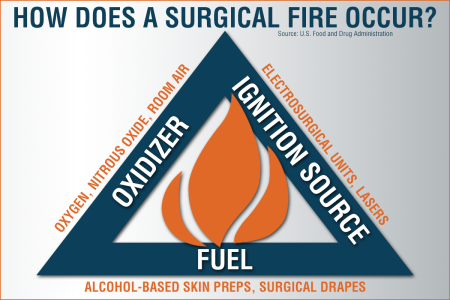 HOW DOES A SURGICAL FIRE OCCUR?
Source: U.S. Food and Drug Administration
OXYGEN, NITROUS OXIDE, ROOM AIR
OXIDIZER
IGNITION SOURCE
ELECTROSURGICAL UNITS, LASERS
FUEL
ALCOHOL-BASED SKIN PREPS, SURGICAL DRAPES